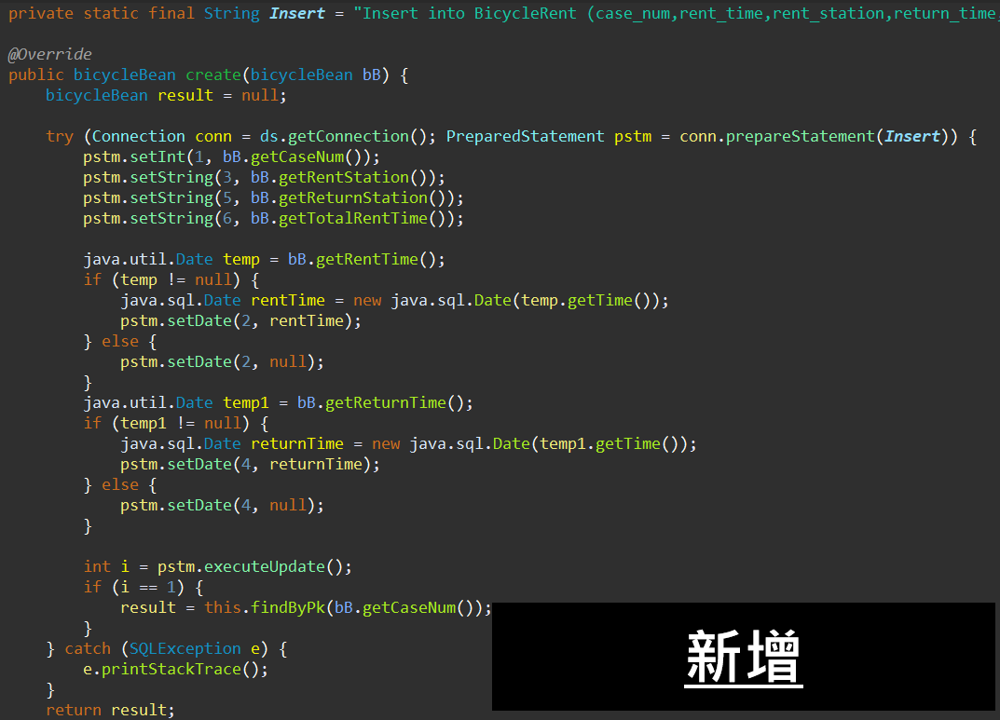 private static final String Insert = "Insert into BicycleRent (case_num,rent_time,rent_station,return_time,
@Override
public bicycleBean create(bicycleBean bB) {
bicycleBean result = null;
try (Connection conn = ds.getConnection(); PreparedStatement pstm = conn.prepareStatement(Insert)) {
pstm.setInt(1, bB.getCaseNum());
pstm.setString(3, bB.getRentStation());
pstm.setString(5, bB.getReturnStation());
pstm.setString(6, bB.getTotalRentTime());
java.util.Date temp = bB.getRentTime();
if (temp != null) {
java.sql.Date rentTime = new java.sql.Date(temp.getTime());
pstm.setDate(2, rentTime);
} else {
pstm.setDate(2, null);
}
java.util.Date temp1 = bB.getReturnTime();
if (temp1 != null) {
java.sql.Date returnTime = new java.sql.Date(temp1.getTime());
pstm.setDate(4, returnTime);
} else {
pstm.setDate(4, null);
}
int i = pstm.executeUpdate();
if (i == 1) {
result = this.findByPk(bB.getCaseNum());
}
} catch (SQLException e) {
e.printStackTrace();
}
return result;
新增